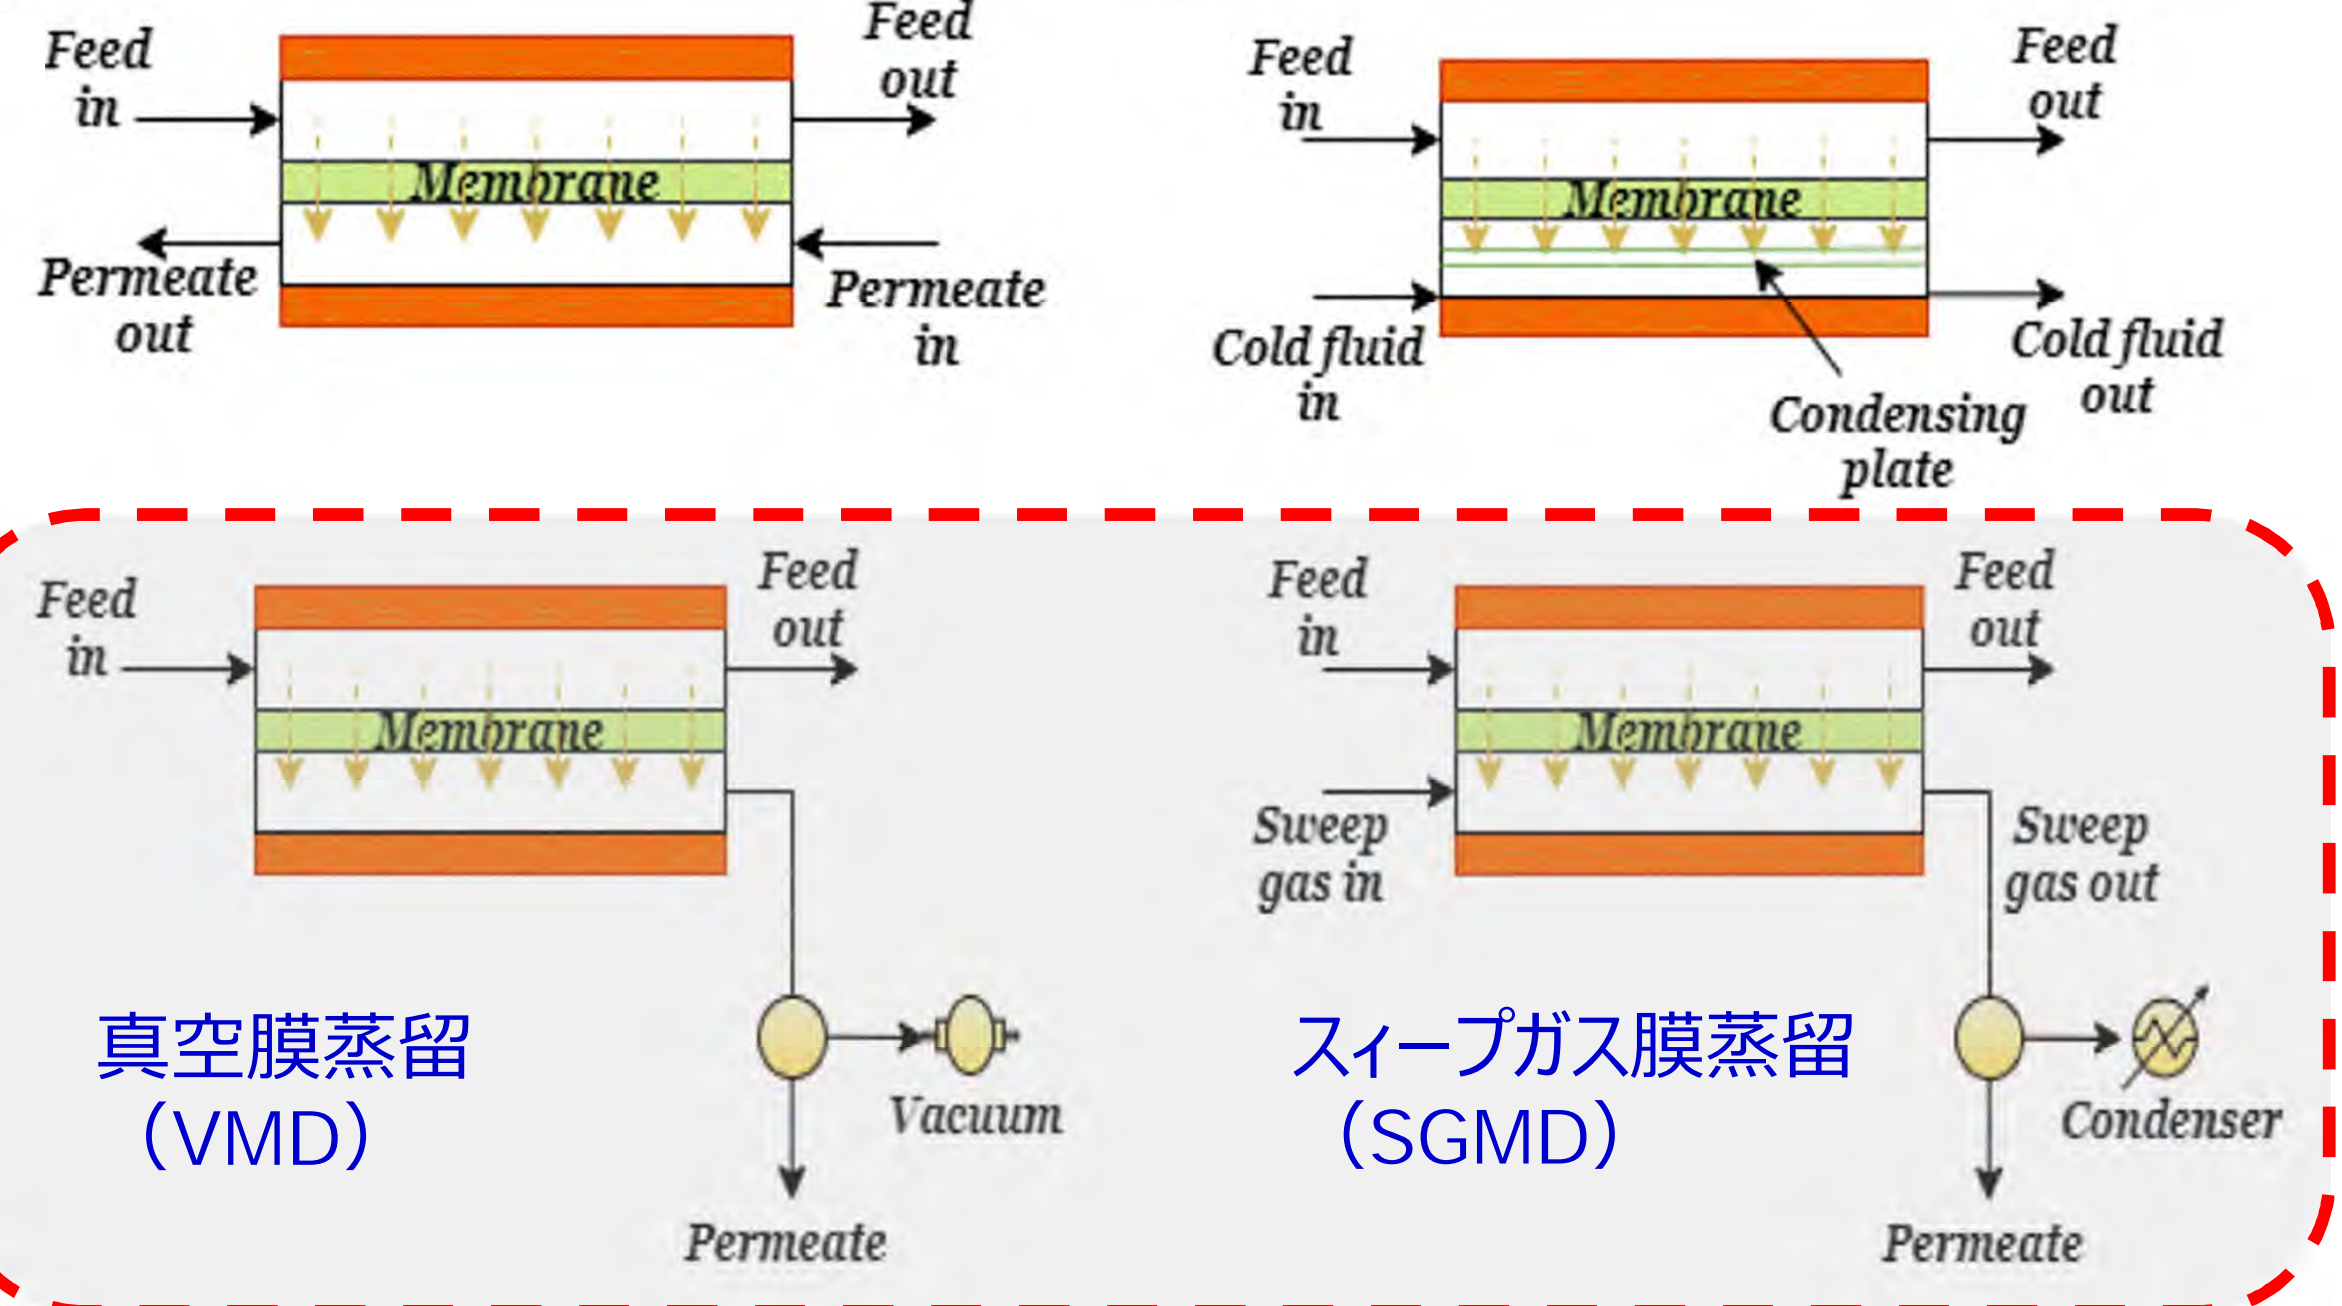 Feed
in
Feed
out
Membrane
Permeate
out
Permeate
in
Feed
in
Feed
out
Membrane
Cold fluid
in
Cold fluid
out
Condensing
plate
Feed
in
Feed
out
Membrane
真空膜蒸留
（VMD）
Vacuum
Permeate
Feed
in
Feed
out
Membrane
Sweep
gas in
Sweep
gas out
スィープガス膜蒸留
（SGMD）
Condenser
Permeate